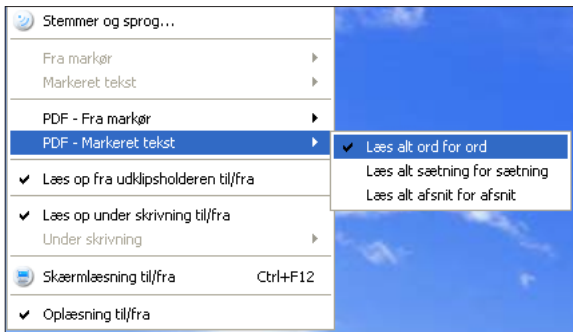 Stemmer og sprog...
Fra markør
Markeret tekst
PDF - Fra markør
PDF - Markeret tekst
Læs alt ord for ord
Læs alt sætning for sætning
Læs alt afsnit for afsnit
Læs op fra udklipsholderen til/fra
Læs op under skrivning til/fra
Under skrivning
Skærmlæsning til/fra Ctrl+F12
Oplæsning til/fra